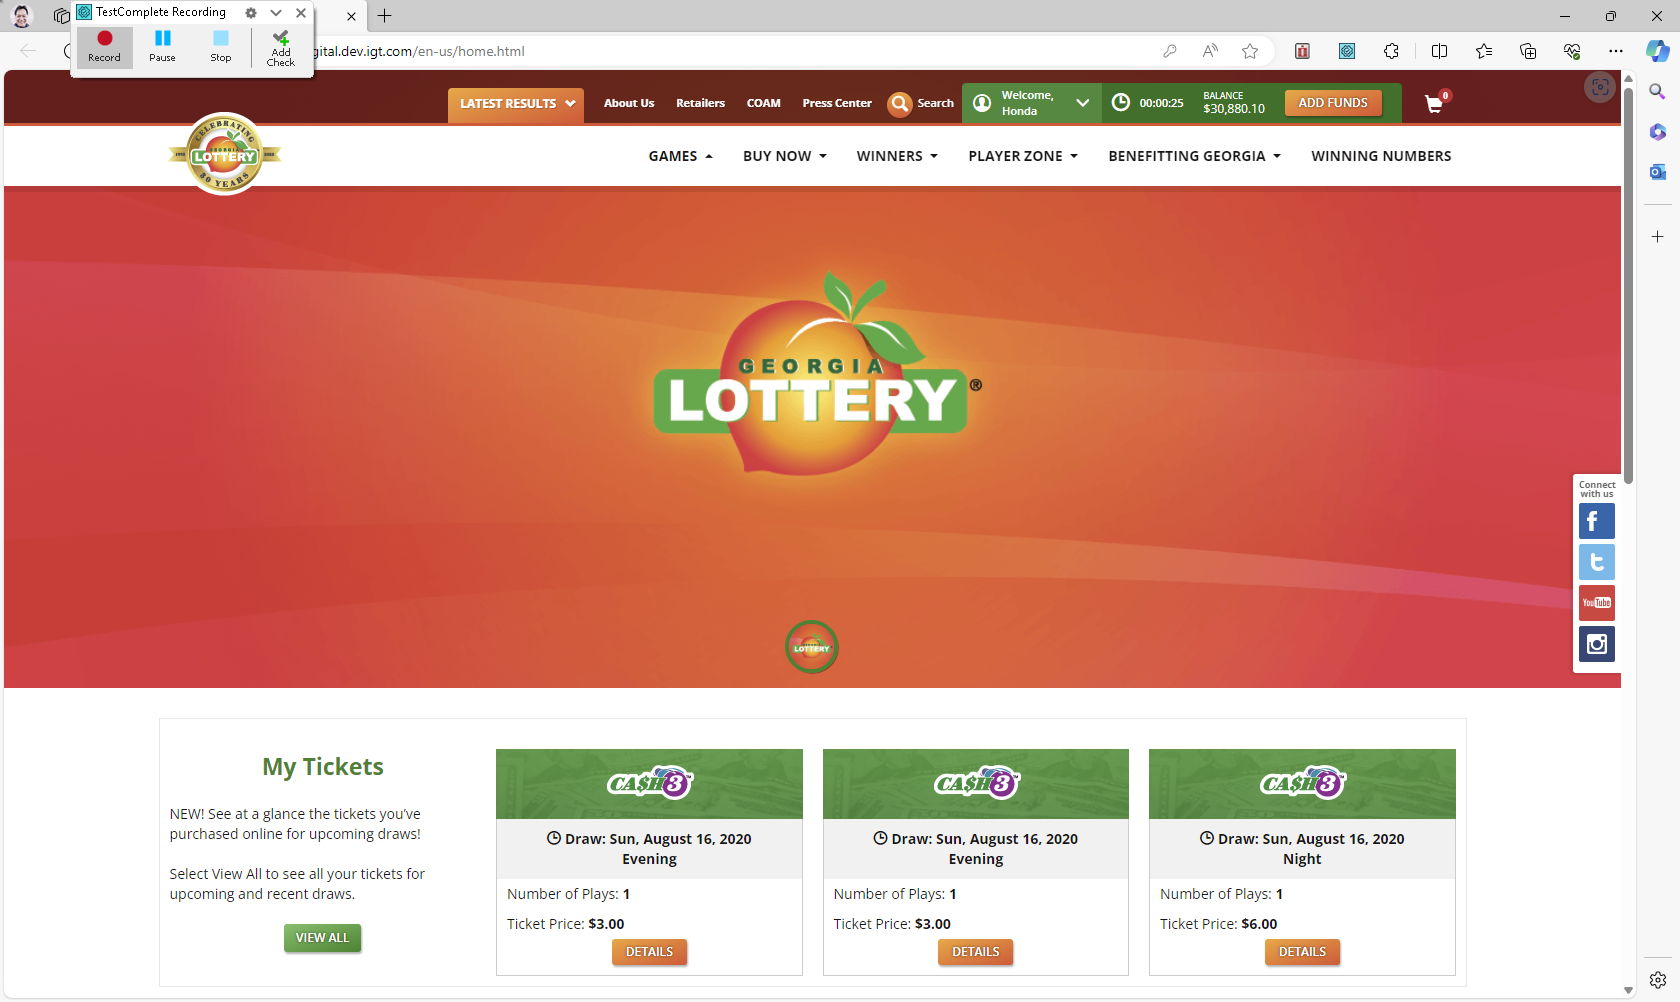 TestComplete Recording
Record
Pause
Stop
Add
Check
gital.dev.igt.com/en-us/home.html
LATEST RESULTS
About Us
Retailers
COAM
Press Center
Search
Welcome,
Honda
00:00:25
BALANCE
$30,880.10
ADD FUNDS
0
CELEBRATING
GEORGIA
LOTTERY
30 YEARS
GAMES
BUY NOW
WINNERS
PLAYER ZONE
BENEFITTING GEORGIA
WINNING NUMBERS
GEORGIA
LOTTERY®
LOTTERY
Connect
with us
YouTube
My Tickets
NEW! See at a glance the tickets you've
purchased online for upcoming draws!
Select View All to see all your tickets for
upcoming and recent draws.
VIEW ALL
CA$H 3™
Draw: Sun, August 16, 2020
Evening
Number of Plays: 1
Ticket Price: $3.00
DETAILS
CA$H 3™
Draw: Sun, August 16, 2020
Evening
Number of Plays: 1
Ticket Price: $3.00
DETAILS
CA$H 3™
Draw: Sun, August 16, 2020
Night
Number of Plays: 1
Ticket Price: $6.00
DETAILS